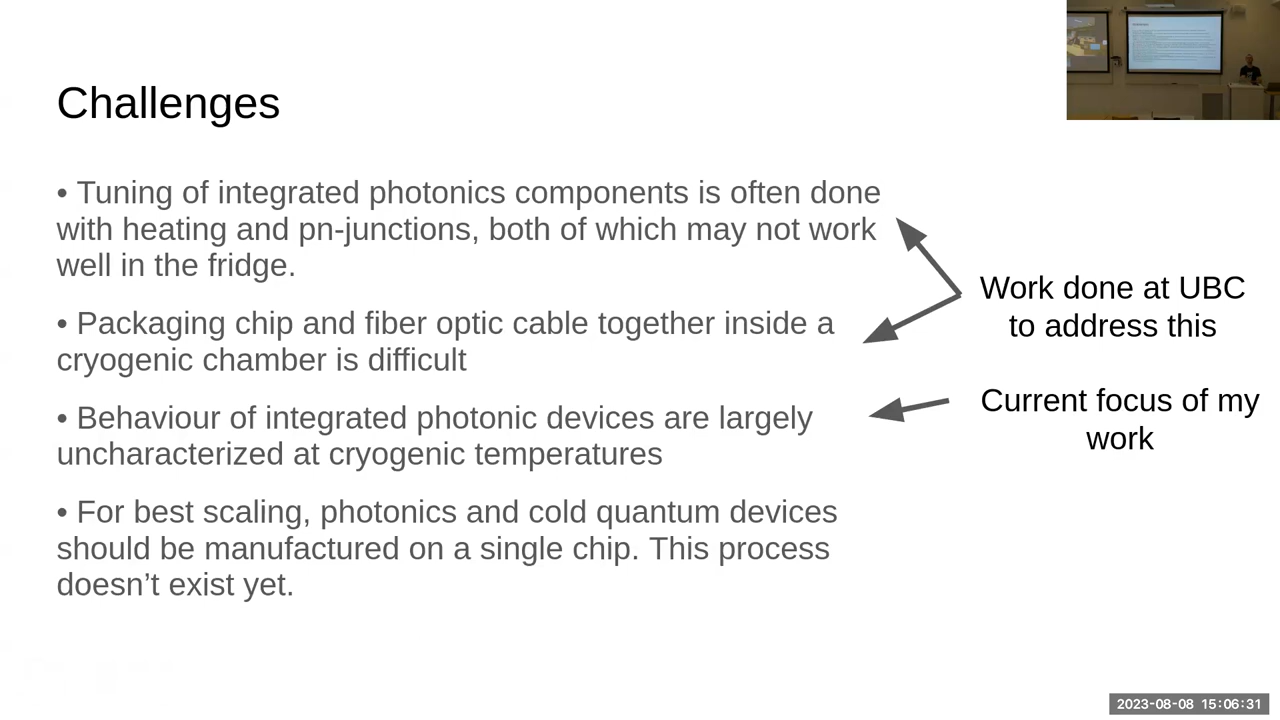 Challenges
• Tuning of integrated photonics components is often done
with heating and pn-junctions, both of which may not work
well in the fridge.
• Packaging chip and fiber optic cable together inside a
cryogenic chamber is difficult
• Behaviour of integrated photonic devices are largely
uncharacterized at cryogenic temperatures
• For best scaling, photonics and cold quantum devices
should be manufactured on a single chip. This process
doesn’t exist yet.
Work done at UBC
to address this
Current focus of my
work
2023-08-08 15:06:31